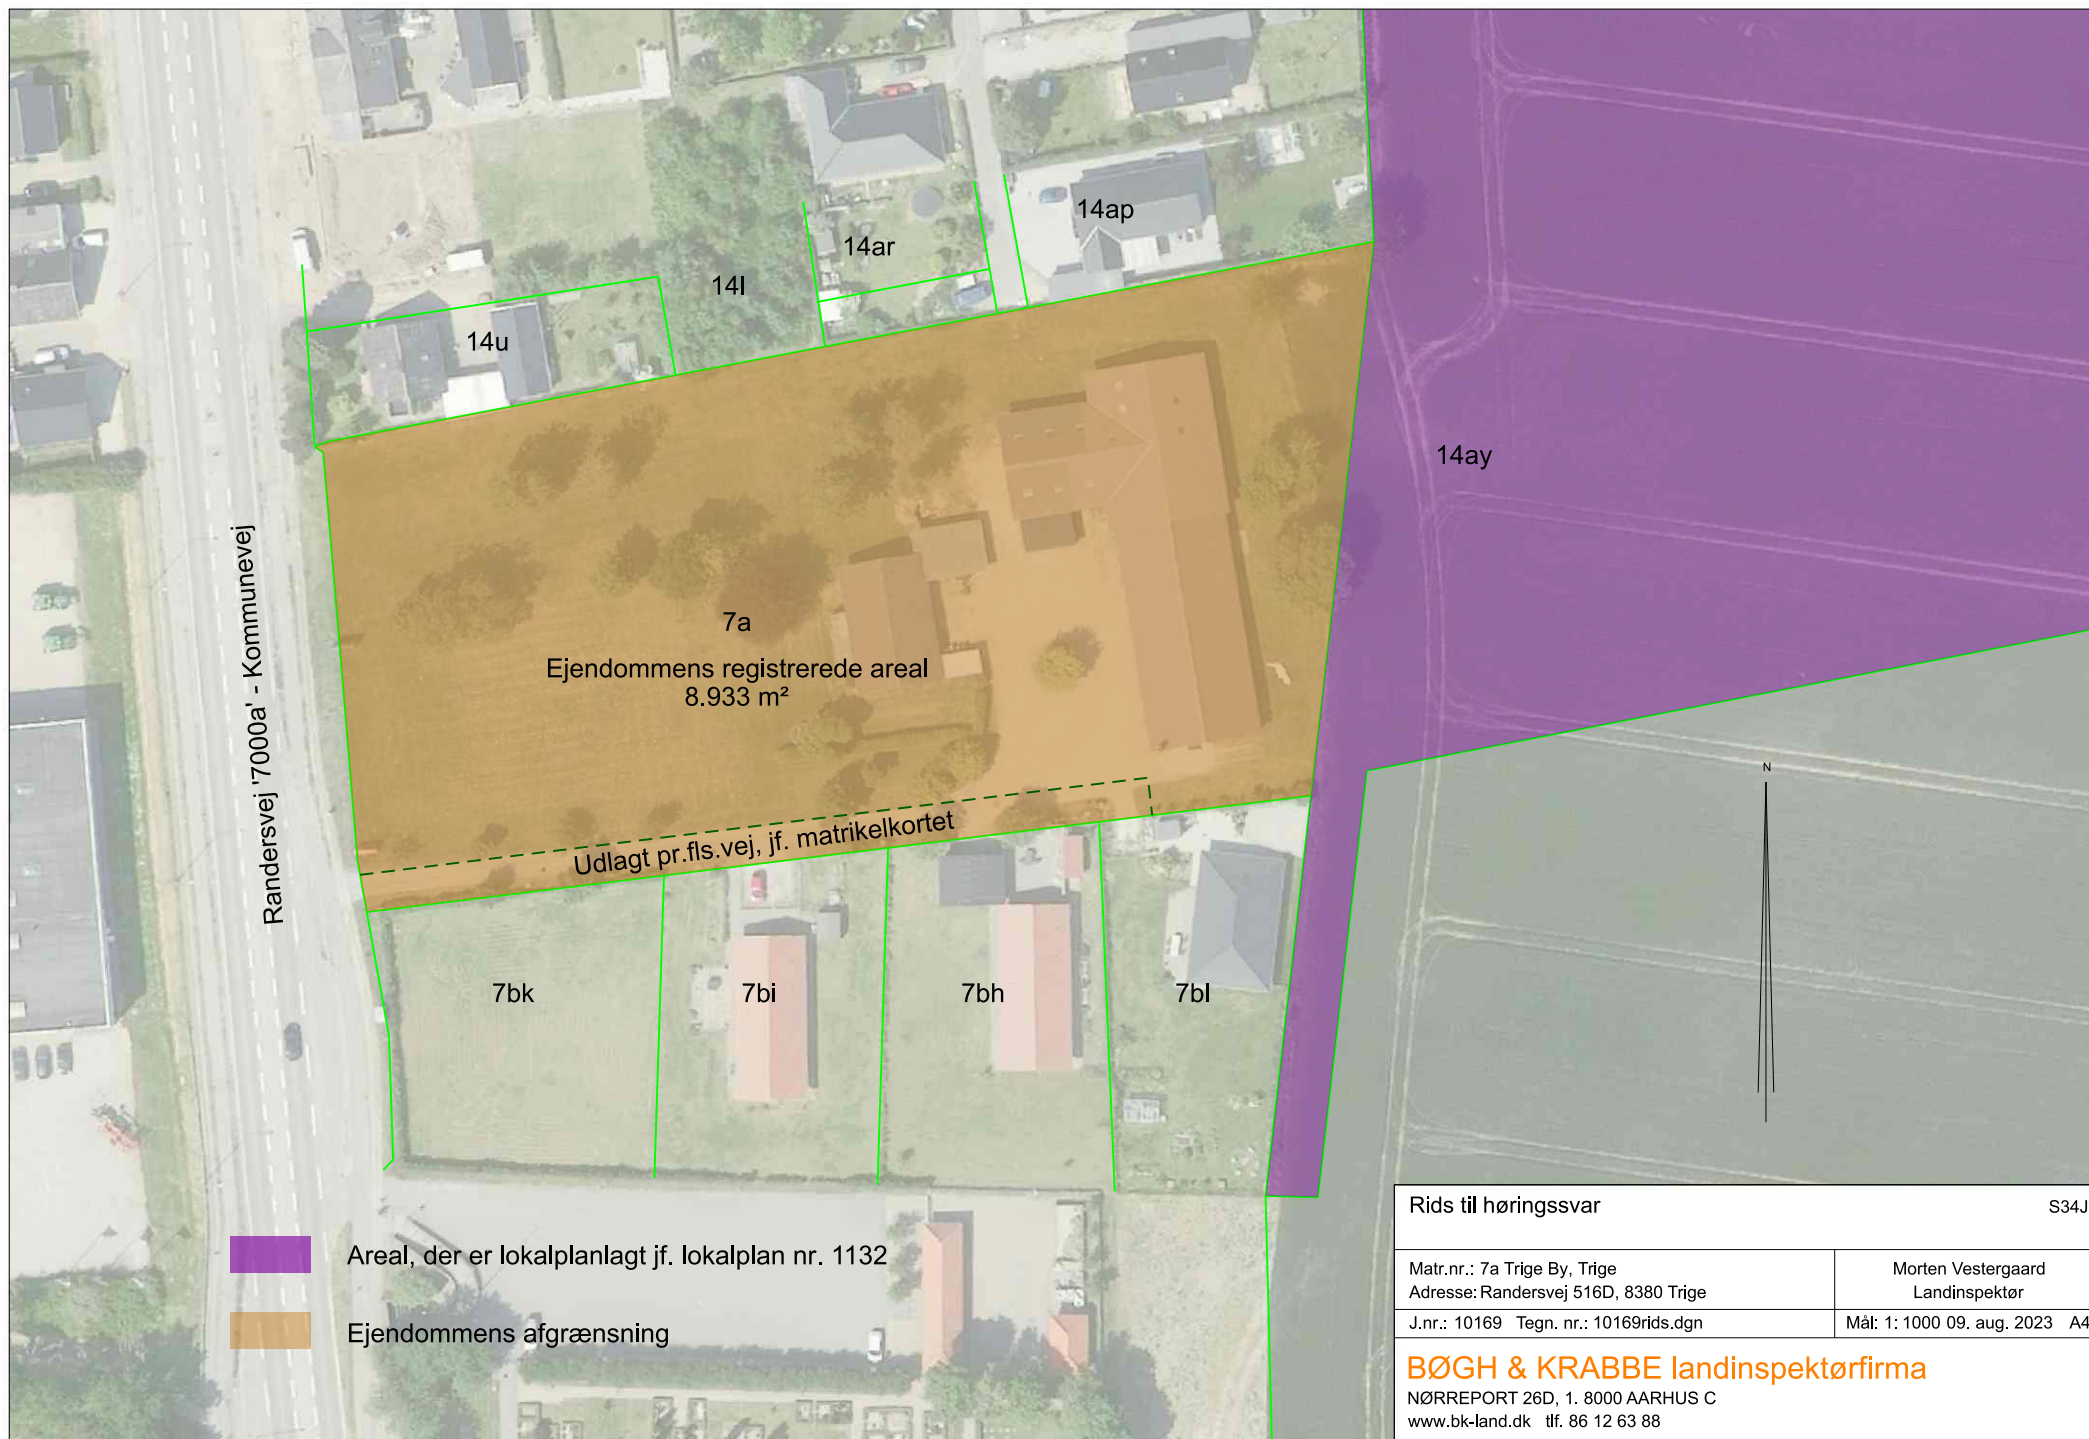 14ap
14ar
14l
14u
14ay
7a
Ejendommens registrerede areal
8.933 m²
Randersvej '7000a' - Kommunevej
Udlagt pr.fls.vej, jf. matrikelkortet
N
7bk
7bi
7bh
7bl
Areal, der er lokalplanlagt jf. lokalplan nr. 1132
Ejendommens afgrænsning
Rids til høringssvar S34J
Matr.nr.: 7a Trige By, Trige
Adresse: Randersvej 516D, 8380 Trige
Morten Vestergaard
Landinspektør
J.nr.: 10169 Tegn. nr.: 10169rids.dgn
Mål: 1: 1000 09. aug. 2023 A4
BØGH & KRABBE landinspektørfirma
NØRREPORT 26D, 1. 8000 AARHUS C
www.bk-land.dk tlf. 86 12 63 88